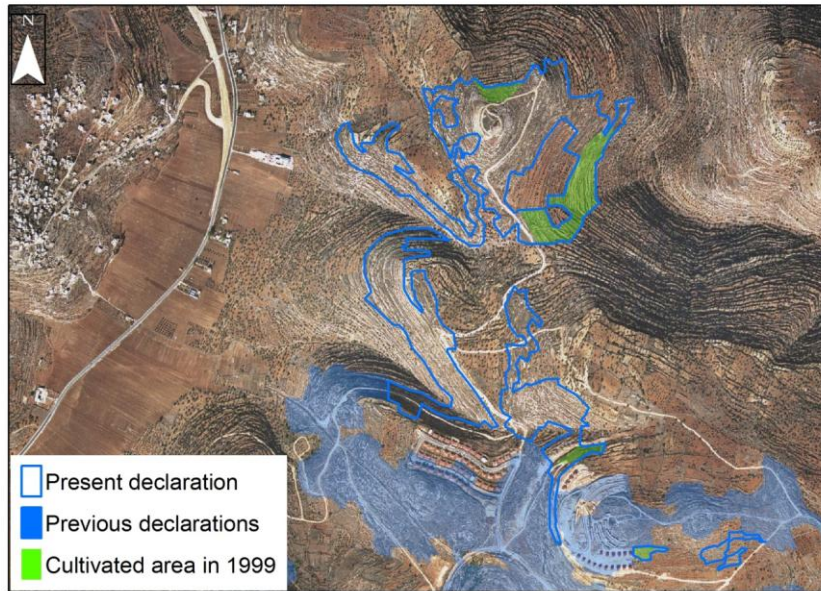 N
Present declaration
Previous declarations
Cultivated area in 1999